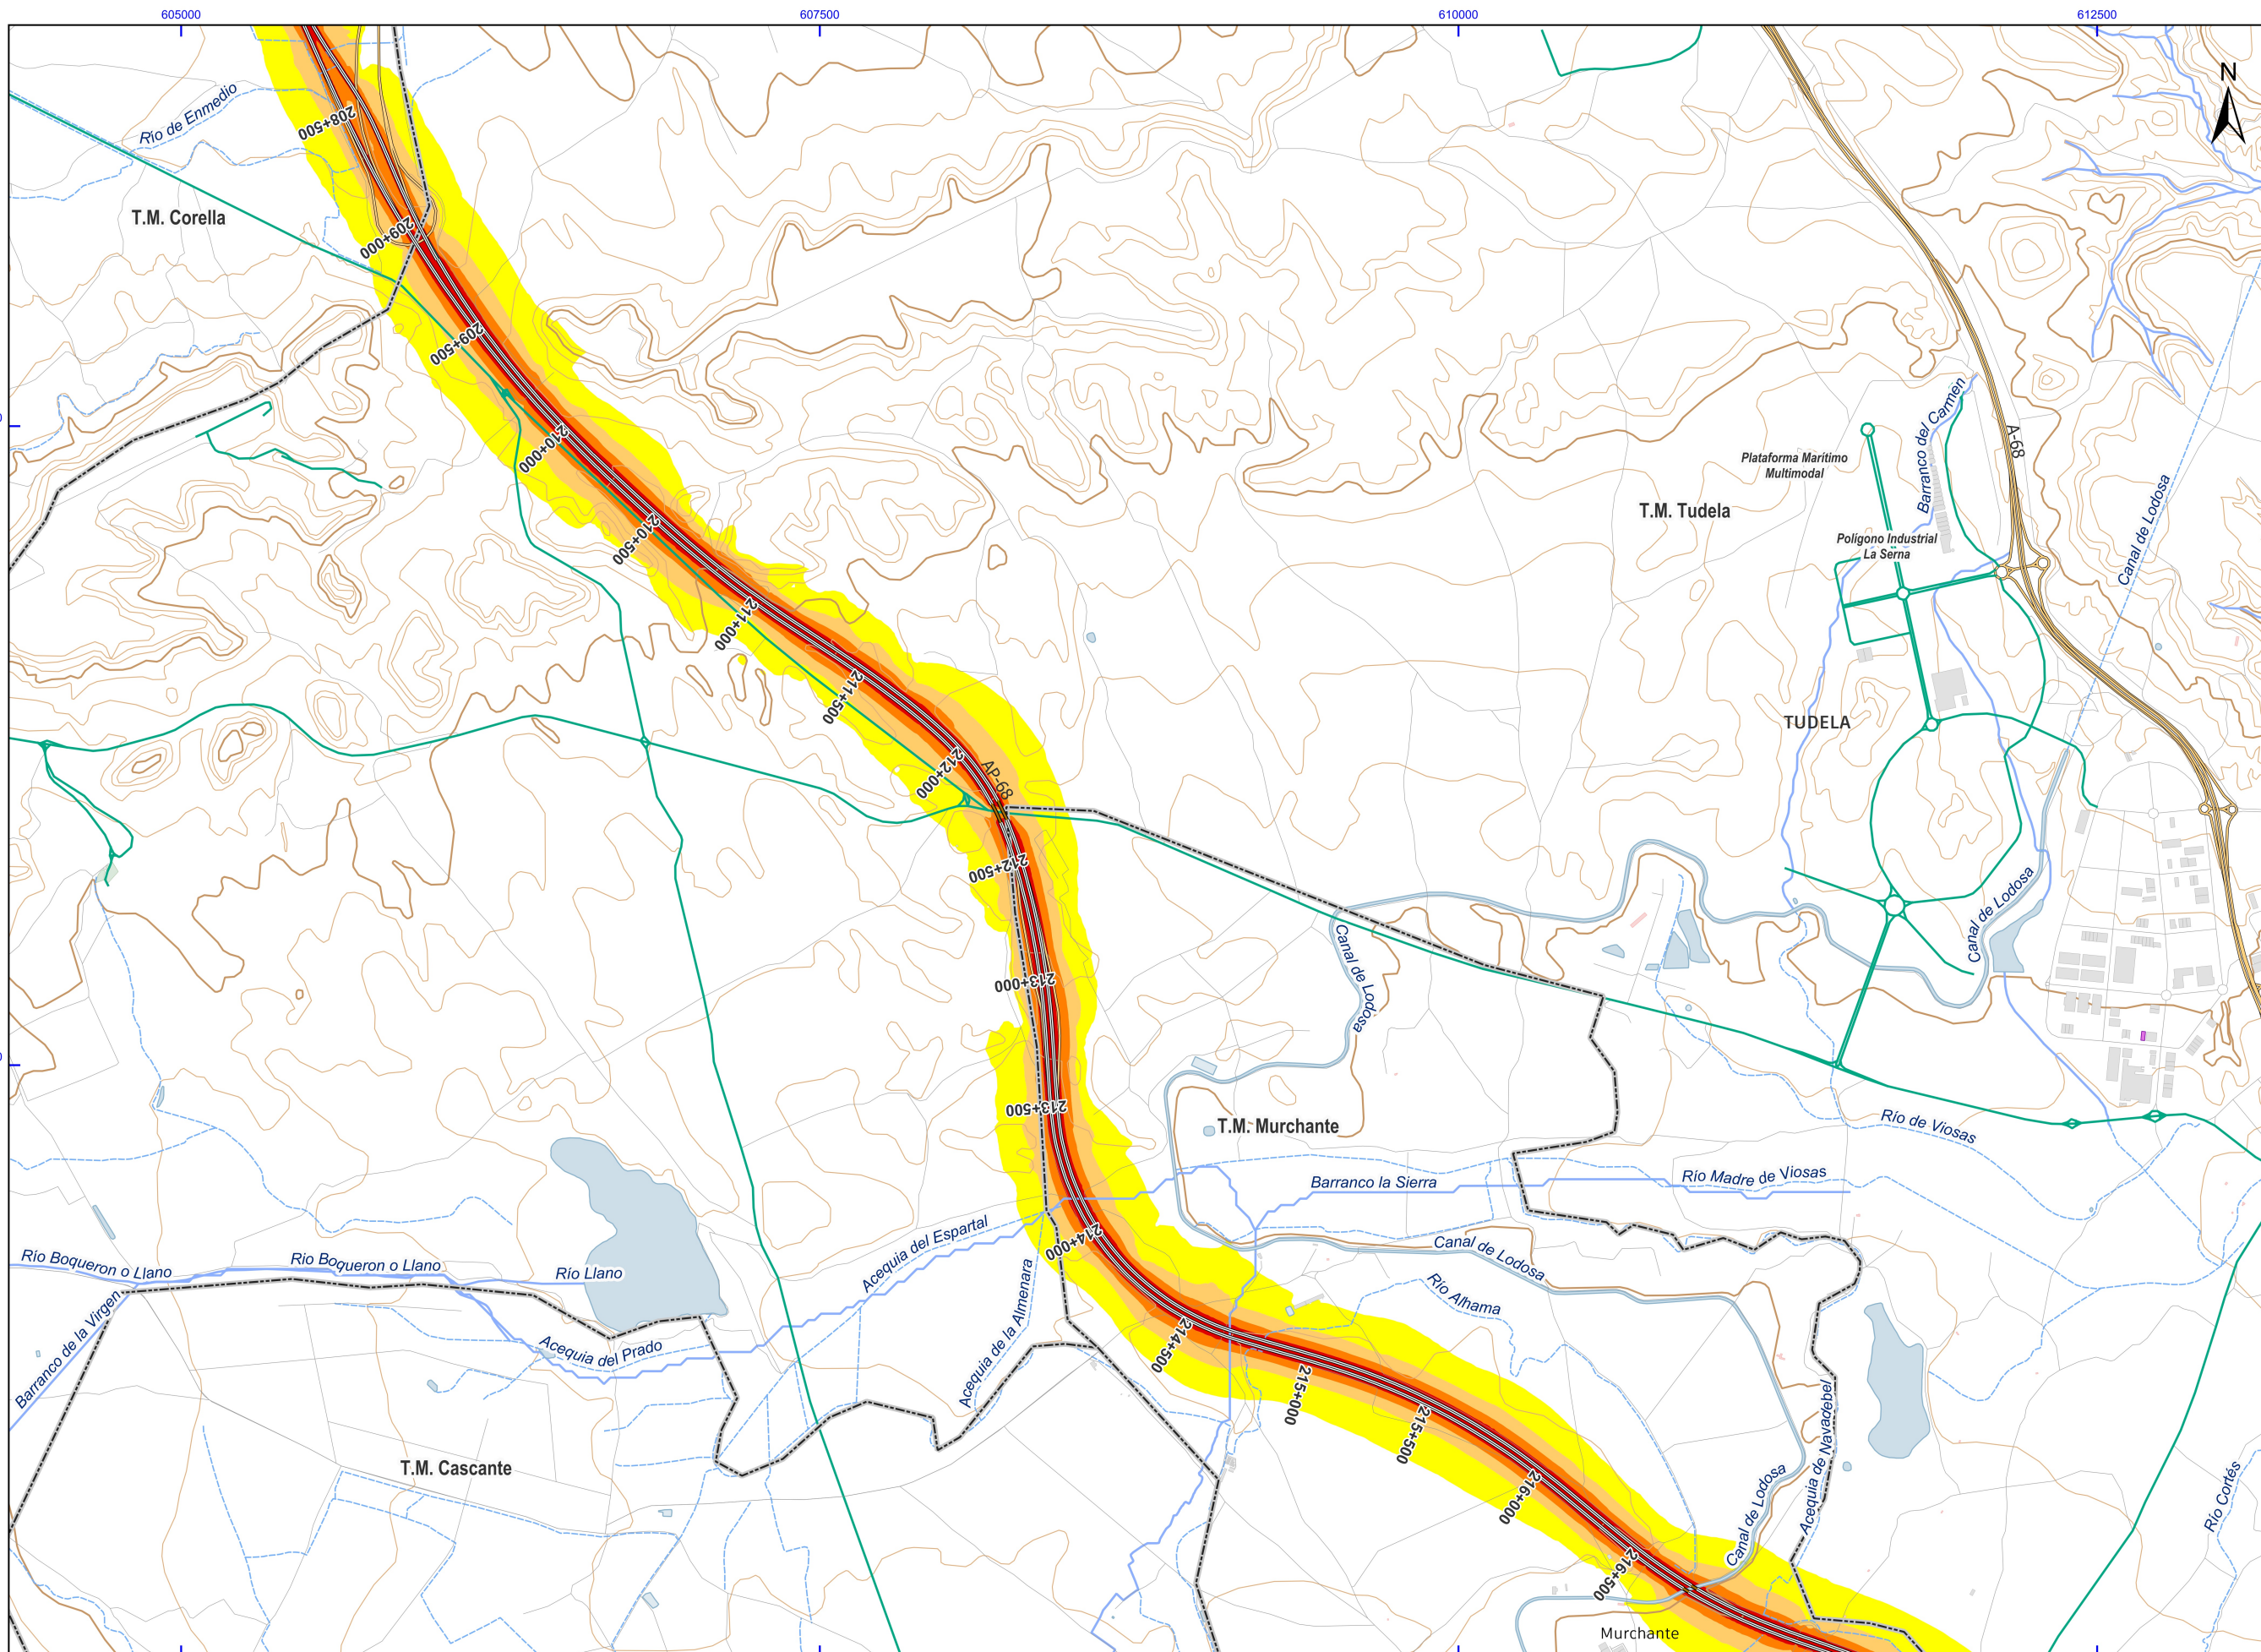 605000
607500
610000
612500
N
Río de Enmedio
208+500
T.M. Corella
209+000
209+500
210+000
210+500
211+000
211+500
212+000
AP-68
212+500
213+000
213+500
214+000
214+500
215+000
215+500
216+000
216+500
A-68
Barranco del Carmen
Plataforma Marítimo
Multimodal
T.M. Tudela
Polígono Industrial
La Serna
Canal de Lodosa
TUDELA
Canal de Lodosa
Canal de Lodosa
T.M. Murchante
Río de Viosas
Barranco la Sierra
Río Madre de Viosas
Acequia del Espartal
Canal de Lodosa
Río Boqueron o Llano
Rio Boqueron o Llano
Río Llano
Río Alhama
Acequia de la Almenara
Barranco de la Virgen
Acequia del Prado
Acequia de Navadebel
T.M. Cascante
Canal de Lodosa
Río Cortés
Murchante